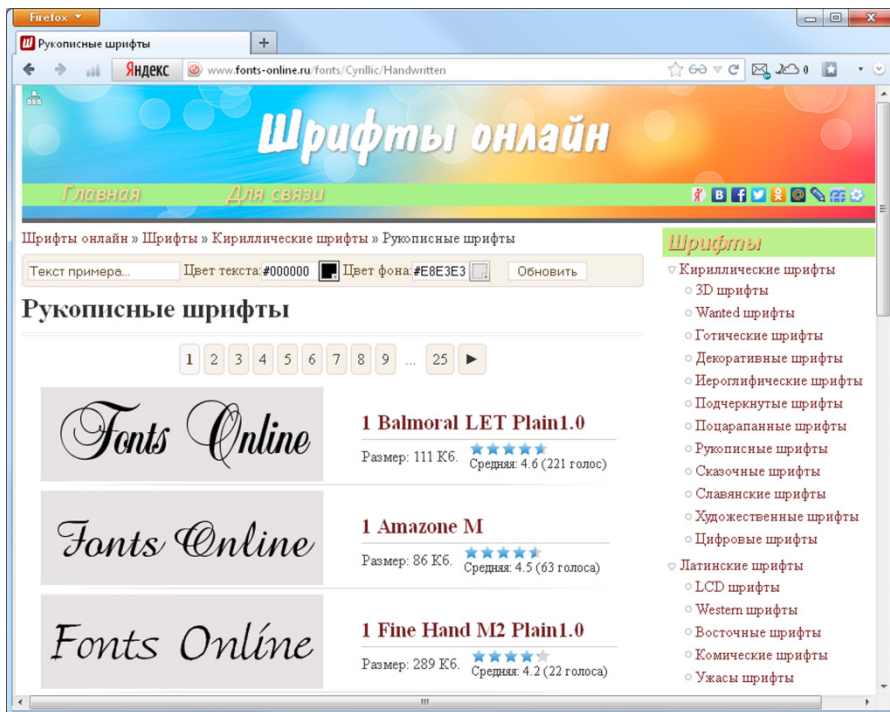 Firefox
Рукописные шрифты
+
Яндекс
www.fonts-online.ru/fonts/Cyrillic/Handwritten
0
Шрифты онлайн
Главная Для связи
Шрифты онлайн » Шрифты » Кириллические шрифты » Рукописные шрифты
Текст примера... Цвет текста: #000000 Цвет фона: #E8E3E3 Обновить
Рукописные шрифты
1 2 3 4 5 6 7 8 9 ... 25 ►
Fonts Online
1 Balmoral LET Plain1.0
Размер: 111 Кб.
Средняя: 4.6 (221 голос)
Fonts Online
1 Amazone M
Размер: 86 Кб.
Средняя: 4.5 (63 голоса)
Fonts Online
1 Fine Hand M2 Plain1.0
Размер: 289 Кб.
Средняя: 4.2 (22 голоса)
Шрифты
Кириллические шрифты
3D шрифты
Wanted шрифты
Готические шрифты
Декоративные шрифты
Иероглифические шрифты
Подчеркнутые шрифты
Поцарапанные шрифты
Рукописные шрифты
Сказочные шрифты
Славянские шрифты
Художественные шрифты
Цифровые шрифты
Латинские шрифты
LCD шрифты
Western шрифты
Восточные шрифты
Комические шрифты
Ужасы шрифты